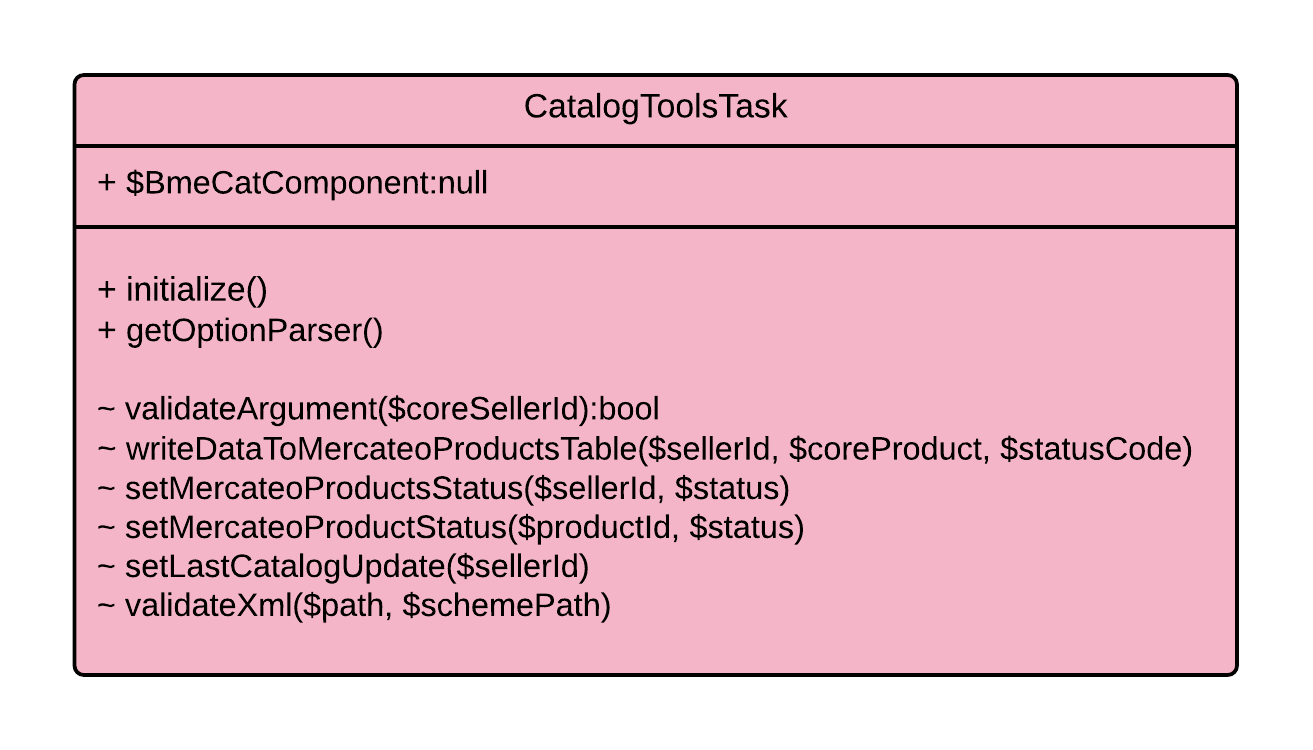 CatalogToolsTask
+ $BmeCatComponent:null
+ initialize()
+ getOptionParser()
~ validateArgument($coreSellerId):bool
~ writeDataToMercateoProductsTable($sellerId, $coreProduct, $statusCode)
~ setMercateoProductsStatus($sellerId, $status)
~ setMercateoProductStatus($productId, $status)
~ setLastCatalogUpdate($sellerId)
~ validateXml($path, $schemePath)